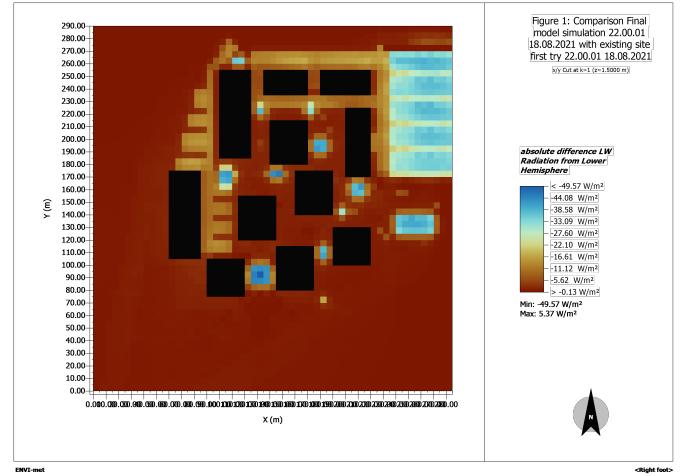 Figure 1: Comparison Final
model simulation 22.00.01
18.08.2021 with existing site
first try 22.00.01 18.08.2021
x/y Cut at k=1 (z=1.5000 m)
290.00
280.00
270.00
260.00
250.00
240.00
230.00
220.00
210.00
200.00
190.00
180.00
170.00
160.00
150.00
140.00
130.00
120.00
110.00
100.00
90.00
80.00
70.00
60.00
50.00
40.00
30.00
20.00
10.00
0.00
Y (m)
X (m)
absolute difference LW
Radiation from Lower
Hemisphere
< -49.57 W/m²
-44.08 W/m²
-38.58 W/m²
-33.09 W/m²
-27.60 W/m²
-22.10 W/m²
-16.61 W/m²
-11.12 W/m²
-5.62 W/m²
> -0.13 W/m²
Min: -49.57 W/m²
Max: 5.37 W/m²
N
ENVI-met
<Right foot>